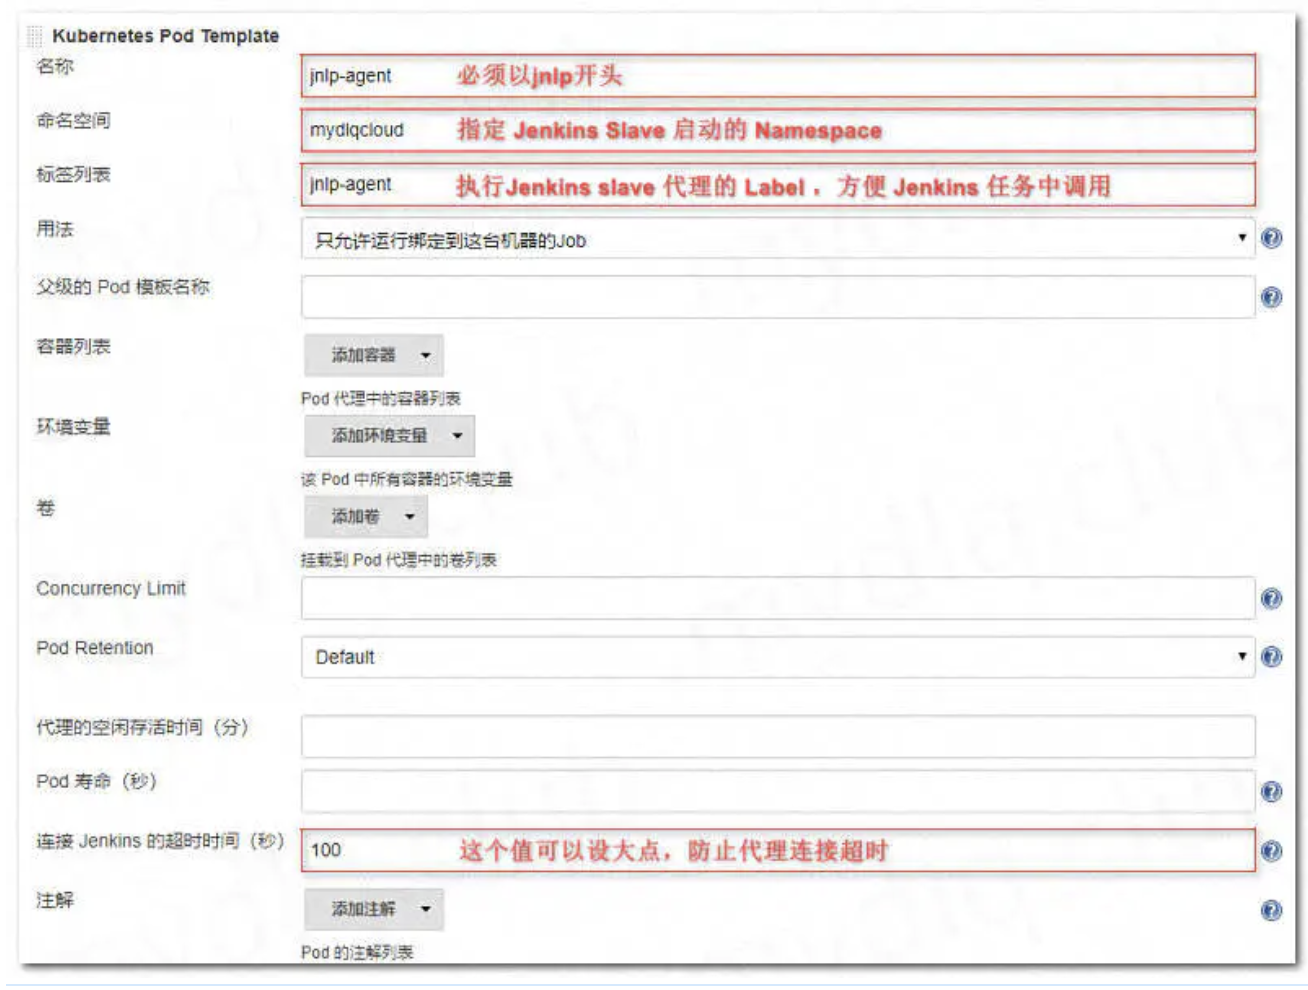 Kubernetes Pod Template
名称
jnlp-agent 必须以jnlp开头
命名空间
mydlqcloud 指定 Jenkins Slave 启动的 Namespace
标签列表
jnlp-agent 执行Jenkins slave 代理的 Label ，方便 Jenkins 任务中调用
用法
只允许运行绑定到这台机器的Job
父级的 Pod 模板名称
容器列表
添加容器
Pod 代理中的容器列表
环境变量
添加环境变量
该 Pod 中所有容器的环境变量
卷
添加卷
挂载到 Pod 代理中的卷列表
Concurrency Limit
Pod Retention
Default
代理的空闲存活时间（分）
Pod 寿命（秒）
连接 Jenkins 的超时时间（秒）
100 这个值可以设大点，防止代理连接超时
注解
添加注解
Pod 的注解列表